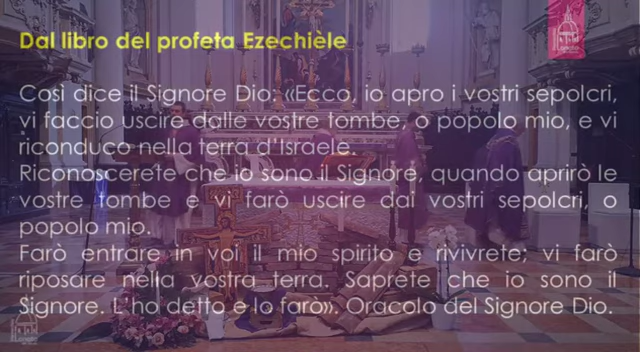 Dal libro del profeta Ezechièle
Così dice il Signore Dio: «Ecco, io apro i vostri sepolcri,
vi faccio uscire dalle vostre tombe, o popolo mio, e vi
riconduco nella terra d'Israele.
Riconoscerete che io sono il Signore, quando aprirò le
vostre tombe e vi farò uscire dai vostri sepolcri, o
popolo mio.
Farò entrare in voi il mio spirito e rivivrete; vi farò
riposare nella vostra terra. Saprete che io sono il
Signore. L'ho detto e lo farò». Oracolo del Signore Dio.